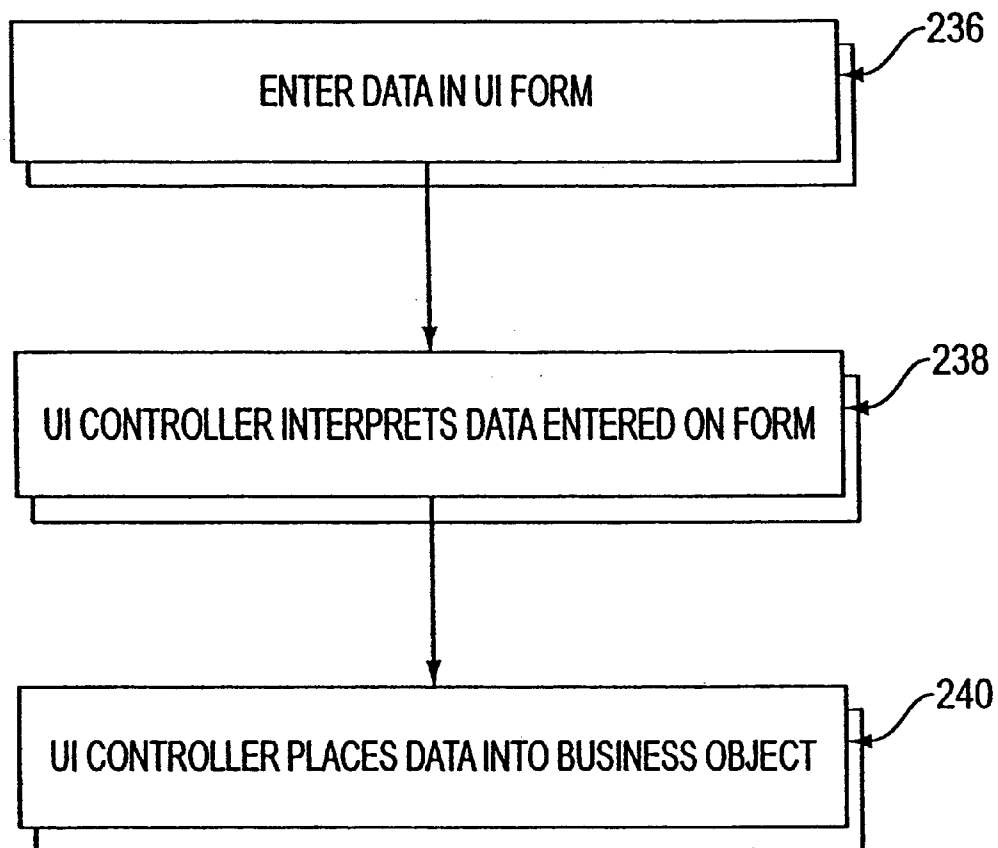 236
ENTER DATA IN UI FORM
238
UI CONTROLLER INTERPRETS DATA ENTERED ON FORM
240
UI CONTROLLER PLACES DATA INTO BUSINESS OBJECT